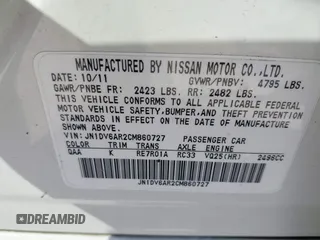 MANUFACTURED BY NISSAN MOTOR CO.,LTD.
DATE: 10/11 GVWR/PNBV: 4795 LBS.
GAWR/PNBE FR: 2423 LBS. RR: 2482 LBS.
THIS VEHICLE CONFORMS TO ALL APPLICABLE FEDERAL
MOTOR VEHICLE SAFETY,BUMPER,AND THEFT PREVENTION
STANDARDS IN EFFECT ON THE DATE OF MANUFACTURE
SHOWN ABOVE.
JN1DV6AR2CM860727 PASSENGER CAR
COLOR TRIM TRANS ENGINE
QAA K RE7R01A RC33 VQ25(HR) 2496CC
JN1DV6AR2CM860727